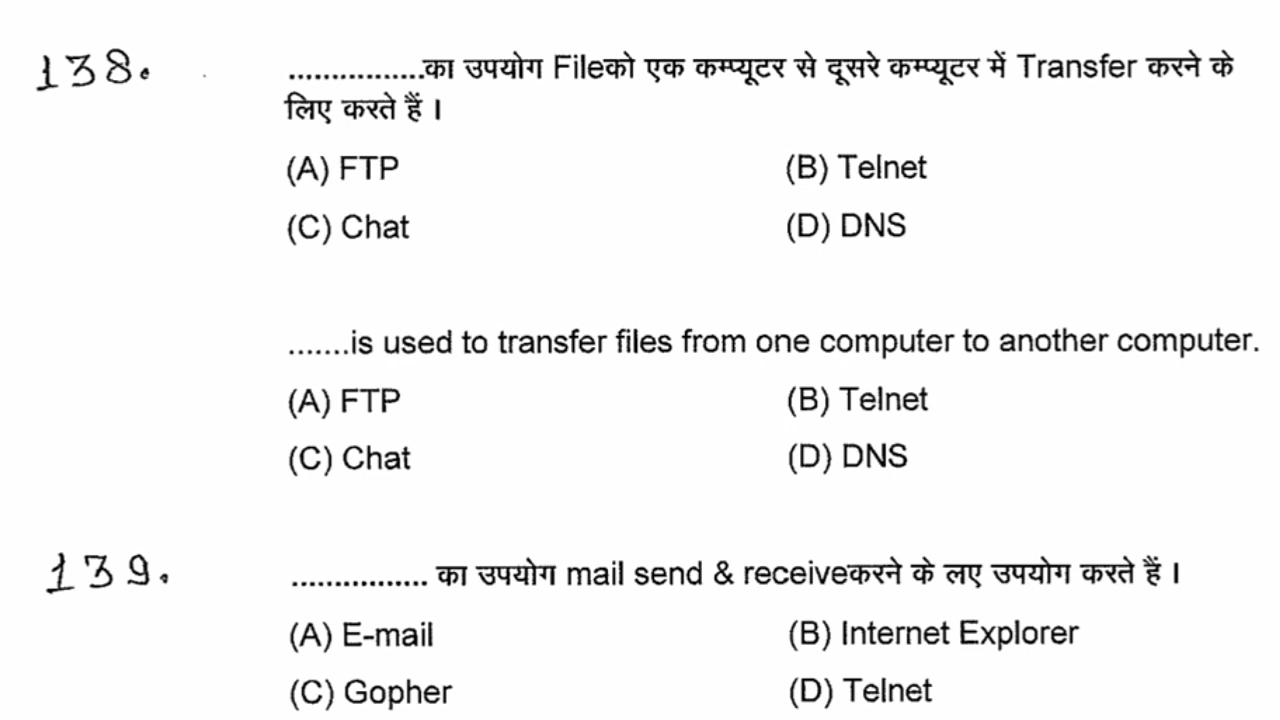 138. ................का उपयोग Fileको एक कम्प्यूटर से दूसरे कम्प्यूटर में Transfer करने के
लिए करते हैं ।
(A) FTP (B) Telnet
(C) Chat (D) DNS
.......is used to transfer files from one computer to another computer.
(A) FTP (B) Telnet
(C) Chat (D) DNS
139. ................ का उपयोग mail send & receiveकरने के लए उपयोग करते हैं ।
(A) E-mail (B) Internet Explorer
(C) Gopher (D) Telnet